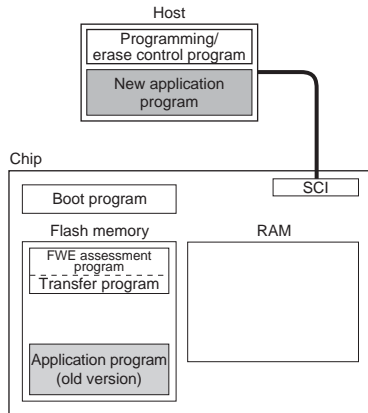 Host
Programming/
erase control program
New application
program
Chip
SCI
Boot program
Flash memory
RAM
FWE assessment
program
Transfer program
Application program
(old version)